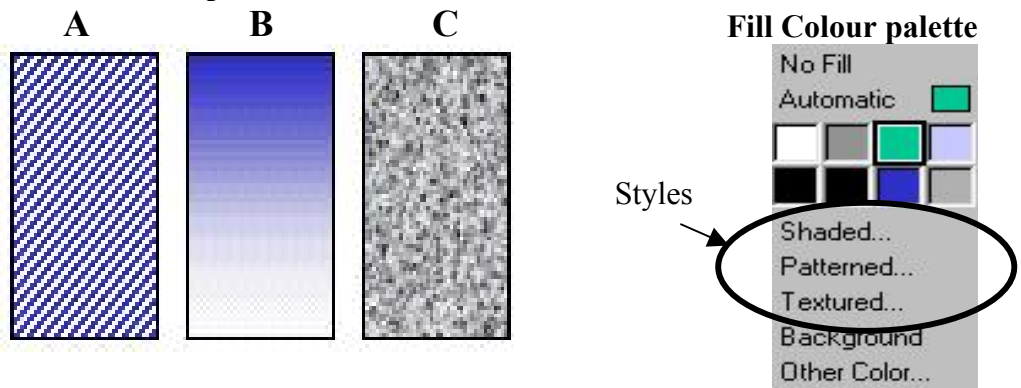 A B C
Fill Colour palette
No Fill
Automatic
Styles
Shaded...
Patterned...
Textured...
Background
Other Color...